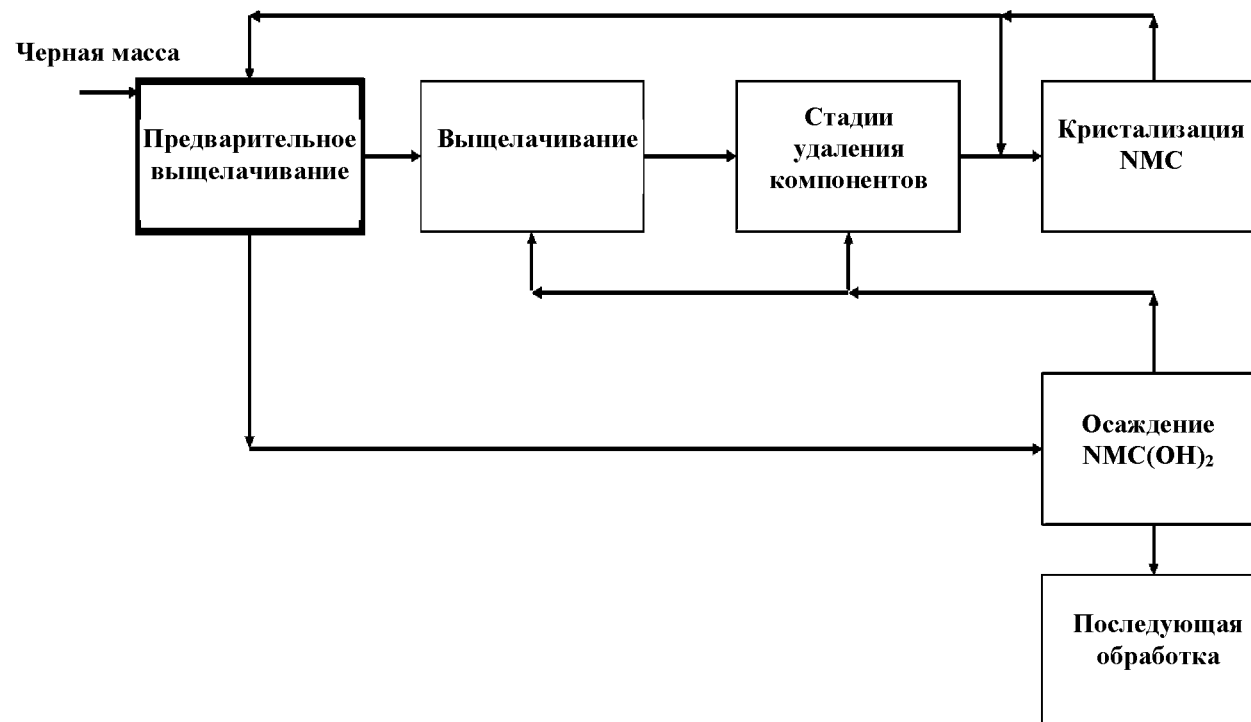 Черная масса
Предварительное
выщелачивание
Выщелачивание
Стадии
удаления
компонентов
Кристализация
NMC
Осаждение
NMC(OH)₂
Последующая
обработка